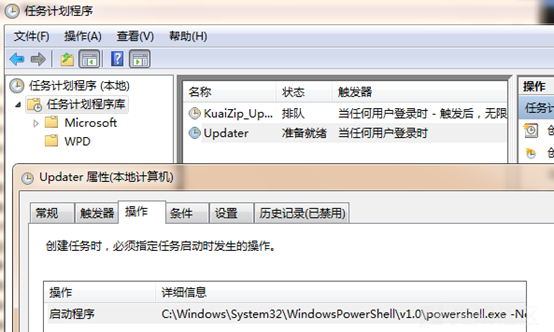 任务计划程序
文件(F) 操作(A) 查看(V) 帮助(H)
任务计划程序 (本地)
任务计划程序库
Microsoft
WPD
名称 状态 触发器
KuaiZip_Up... 排队 当任何用户登录时 - 触发后，无限
Updater 准备就绪 当任何用户登录时
操作
任务计
创
创
Updater 属性(本地计算机)
常规 触发器 操作 条件 设置 历史记录(已禁用)
创建任务时，必须指定任务启动时发生的操作。
操作 详细信息
启动程序 C:\Windows\System32\WindowsPowerShell\v1.0\powershell.exe -No